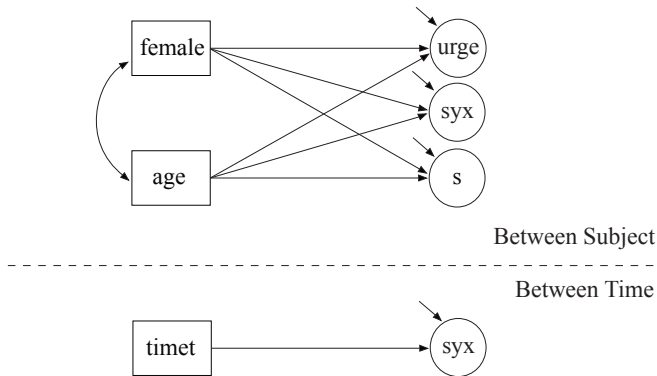 female
urge
syx
age
s
Between Subject
Between Time
timet
syx